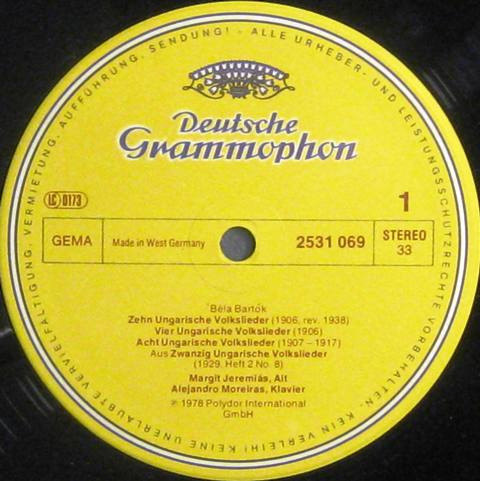 KEINE UNERLAUBTE VERVIELFÄLTIGUNG, VERMIETUNG, AUFFÜHRUNG, SENDUNG! - ALLE URHEBER- UND LEISTUNGSSCHUTZRECHTE VORBEHALTEN · KEIN VERLEIH!
Deutsche
Grammophon
LC 0173
1
GEMA
Made in West Germany
2531 069
STEREO
33
Béla Bartók
Zehn Ungarische Volkslieder (1906, rev. 1938)
Vier Ungarische Volkslieder (1906)
Acht Ungarische Volkslieder (1907 – 1917)
Aus Zwanzig Ungarische Volkslieder
(1929. Heft 2 No. 8)
Margit Jeremiás, Alt
Alejandro Moreiras, Klavier
℗ 1978 Polydor International
GmbH